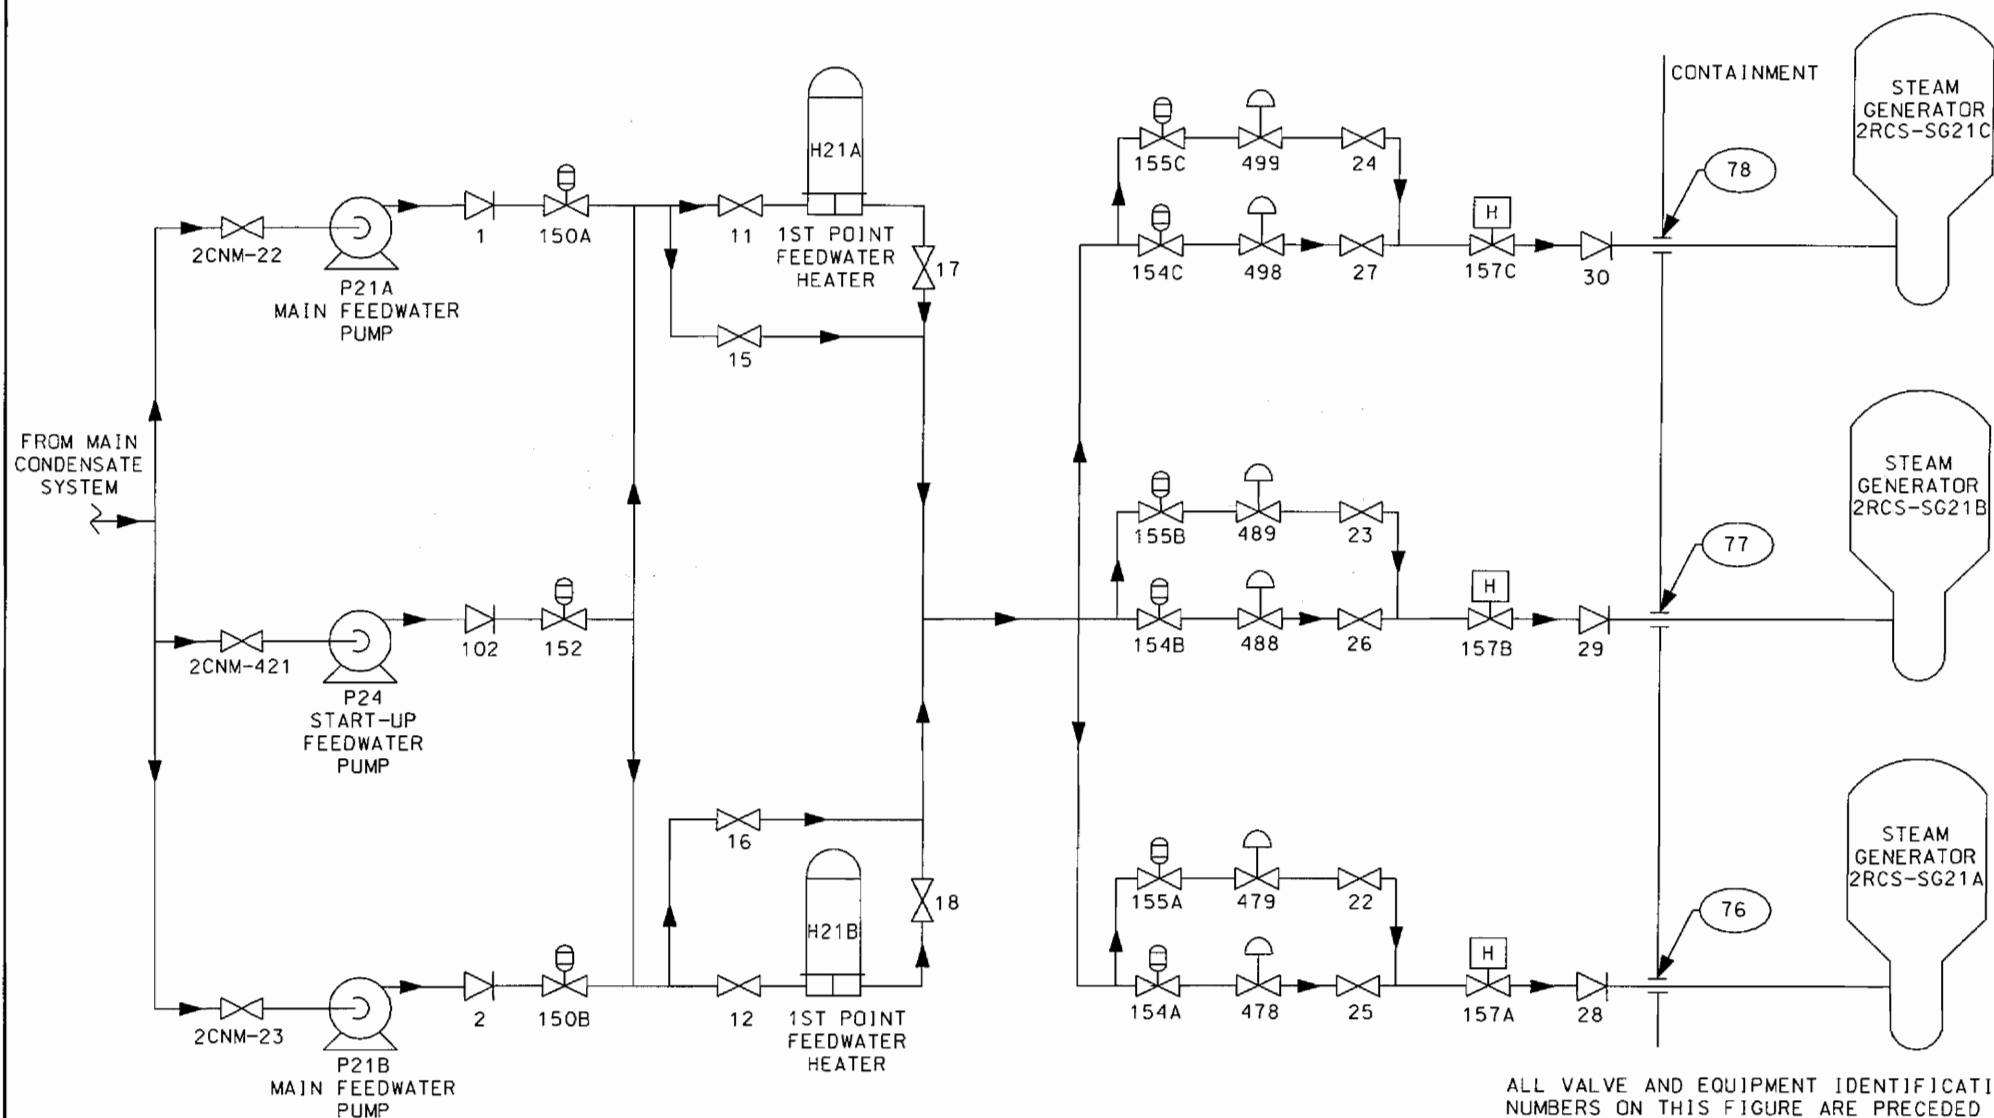 CONTAINMENT
STEAM
GENERATOR
2RCS-SG21C
78
H21A
155C
499
24
H
1
150A
11
1ST POINT
FEEDWATER
HEATER
17
154C
498
27
157C
30
2CNM-22
P21A
MAIN FEEDWATER
PUMP
15
FROM MAIN
CONDENSATE
SYSTEM
STEAM
GENERATOR
2RCS-SG21B
77
155B
489
23
H
102
152
154B
488
26
157B
29
2CNM-421
P24
START-UP
FEEDWATER
PUMP
16
STEAM
GENERATOR
2RCS-SG21A
76
18
155A
479
22
H21B
H
2
150B
12
1ST POINT
FEEDWATER
HEATER
154A
478
25
157A
28
2CNM-23
P21B
MAIN FEEDWATER
PUMP
ALL VALVE AND EQUIPMENT IDENTIFICATI
NUMBERS ON THIS FIGURE ARE PRECEDED